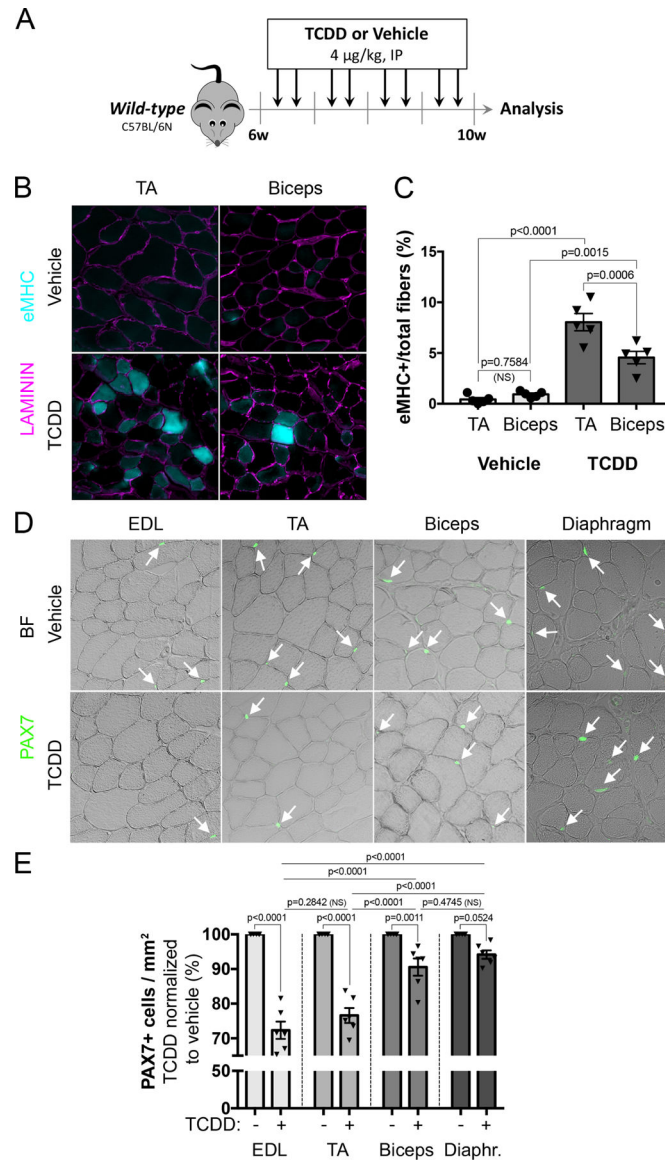 A
TCDD or Vehicle
4 µg/kg, IP
Wild-type
C57BL/6N
6w
10w
Analysis
B
TA
Biceps
Vehicle
TCDD
eMHC
LAMININ
C
p<0.0001
p=0.0015
p=0.0006
p=0.7584
(NS)
eMHC+/total fibers (%)
15
10
5
0
TA
Biceps
TA
Biceps
Vehicle
TCDD
D
EDL
TA
Biceps
Diaphragm
BF
Vehicle
PAX7
TCDD
E
p<0.0001
p<0.0001
p<0.0001
p=0.2842 (NS)
p<0.0001
p=0.4745 (NS)
p<0.0001
p<0.0001
p=0.0011
p=0.0524
PAX7+ cells / mm²
TCDD normalized
to vehicle (%)
100
90
80
70
50
0
TCDD:
- + - + - + - +
EDL
TA
Biceps
Diaphr.